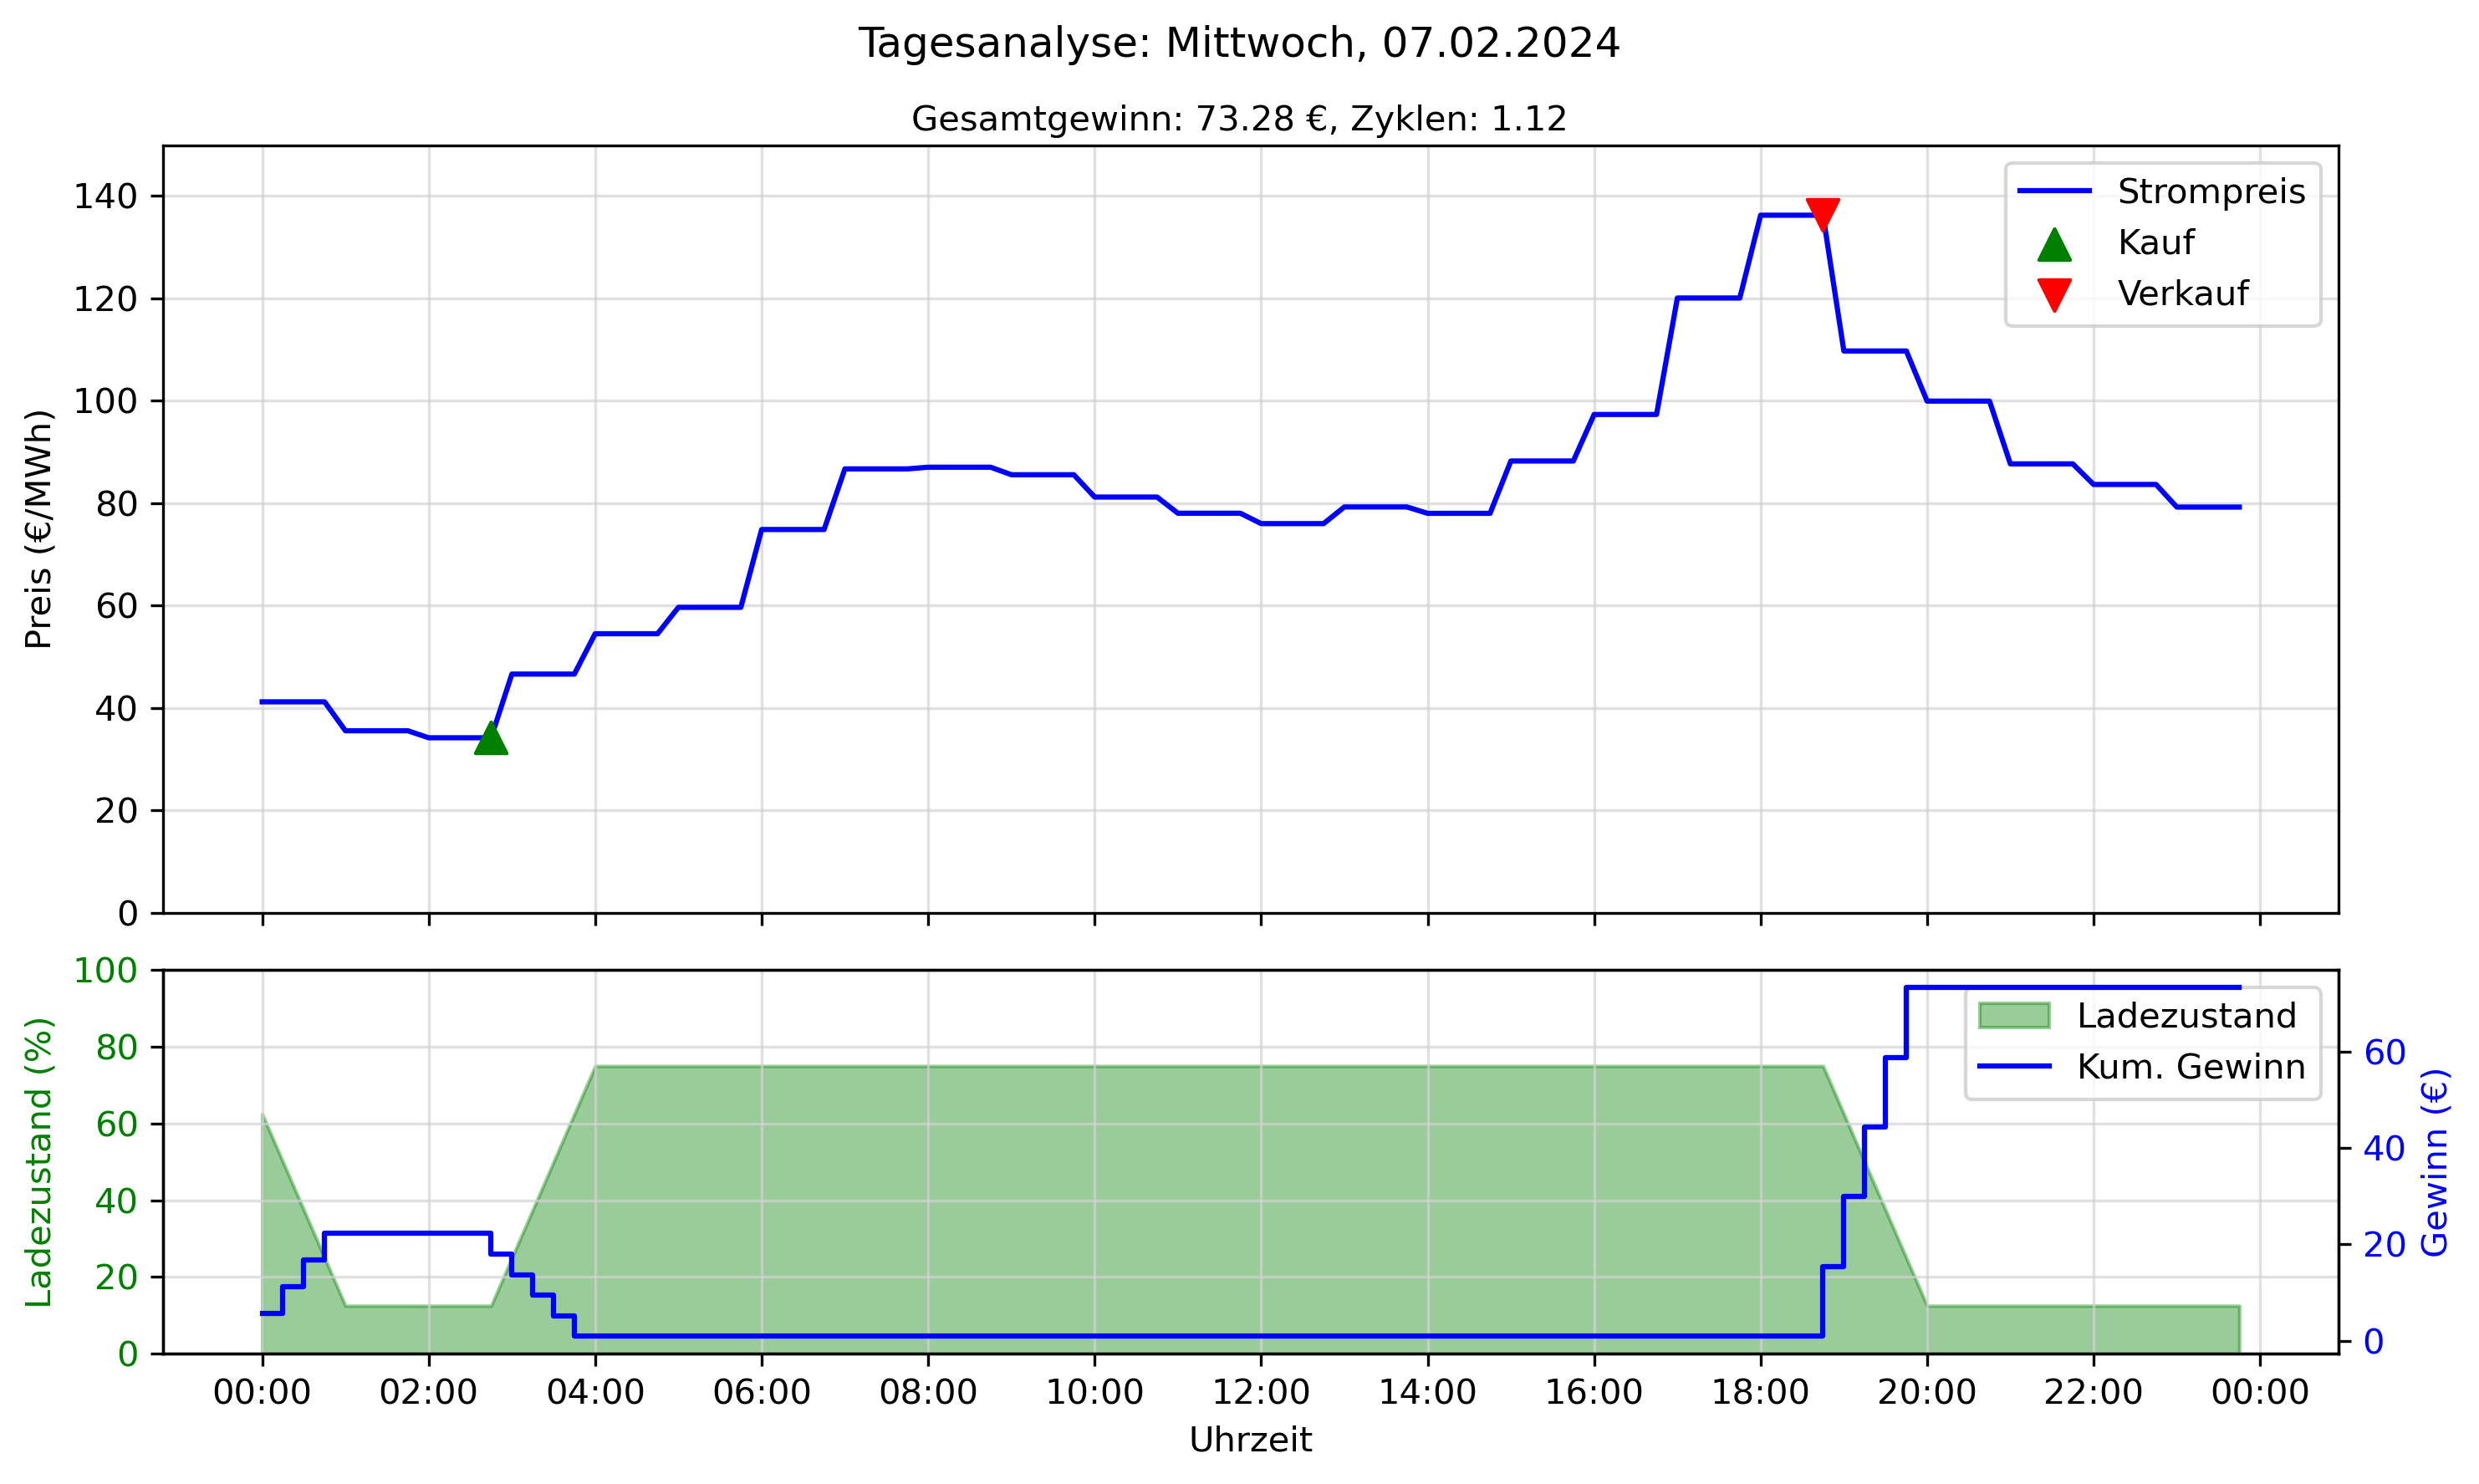 Tagesanalyse: Mittwoch, 07.02.2024
Gesamtgewinn: 73.28 €, Zyklen: 1.12
Preis (€/MWh)
140
120
100
80
60
40
20
0
Strompreis
Kauf
Verkauf
Ladezustand (%)
100
80
60
40
20
0
Ladezustand
Kum. Gewinn
60
40
20
0
Gewinn (€)
00:00 02:00 04:00 06:00 08:00 10:00 12:00 14:00 16:00 18:00 20:00 22:00 00:00
Uhrzeit